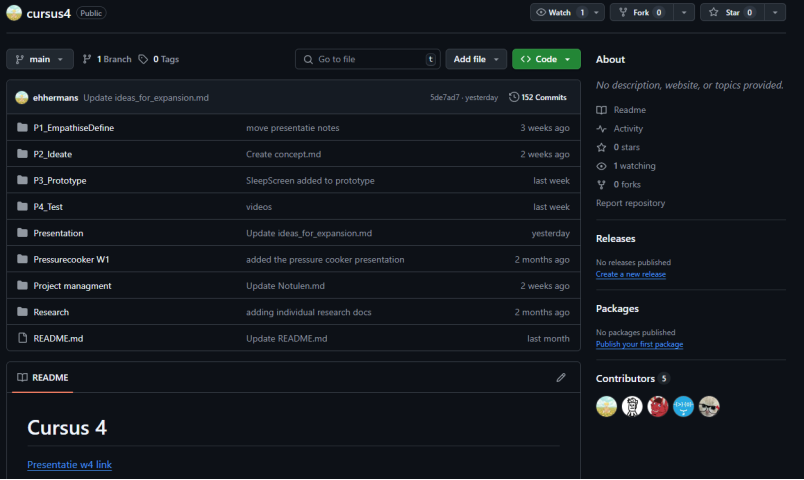 cursus4 Public
Watch 1 Fork 0 Star 0
main 1 Branch 0 Tags Go to file t Add file Code
ehhermans Update ideas_for_expansion.md 5de7ad7 · yesterday 152 Commits
P1_EmpathiseDefine move presentatie notes 3 weeks ago
P2_Ideate Create concept.md 2 weeks ago
P3_Prototype SleepScreen added to prototype last week
P4_Test videos last week
Presentation Update ideas_for_expansion.md yesterday
Pressurecooker W1 added the pressure cooker presentation 2 months ago
Project managment Update Notulen.md 2 weeks ago
Research adding individual research docs 2 months ago
README.md Update README.md last month
README
Cursus 4
Presentatie w4 link
About
No description, website, or topics provided.
Readme
Activity
0 stars
1 watching
0 forks
Report repository
Releases
No releases published
Create a new release
Packages
No packages published
Publish your first package
Contributors 5